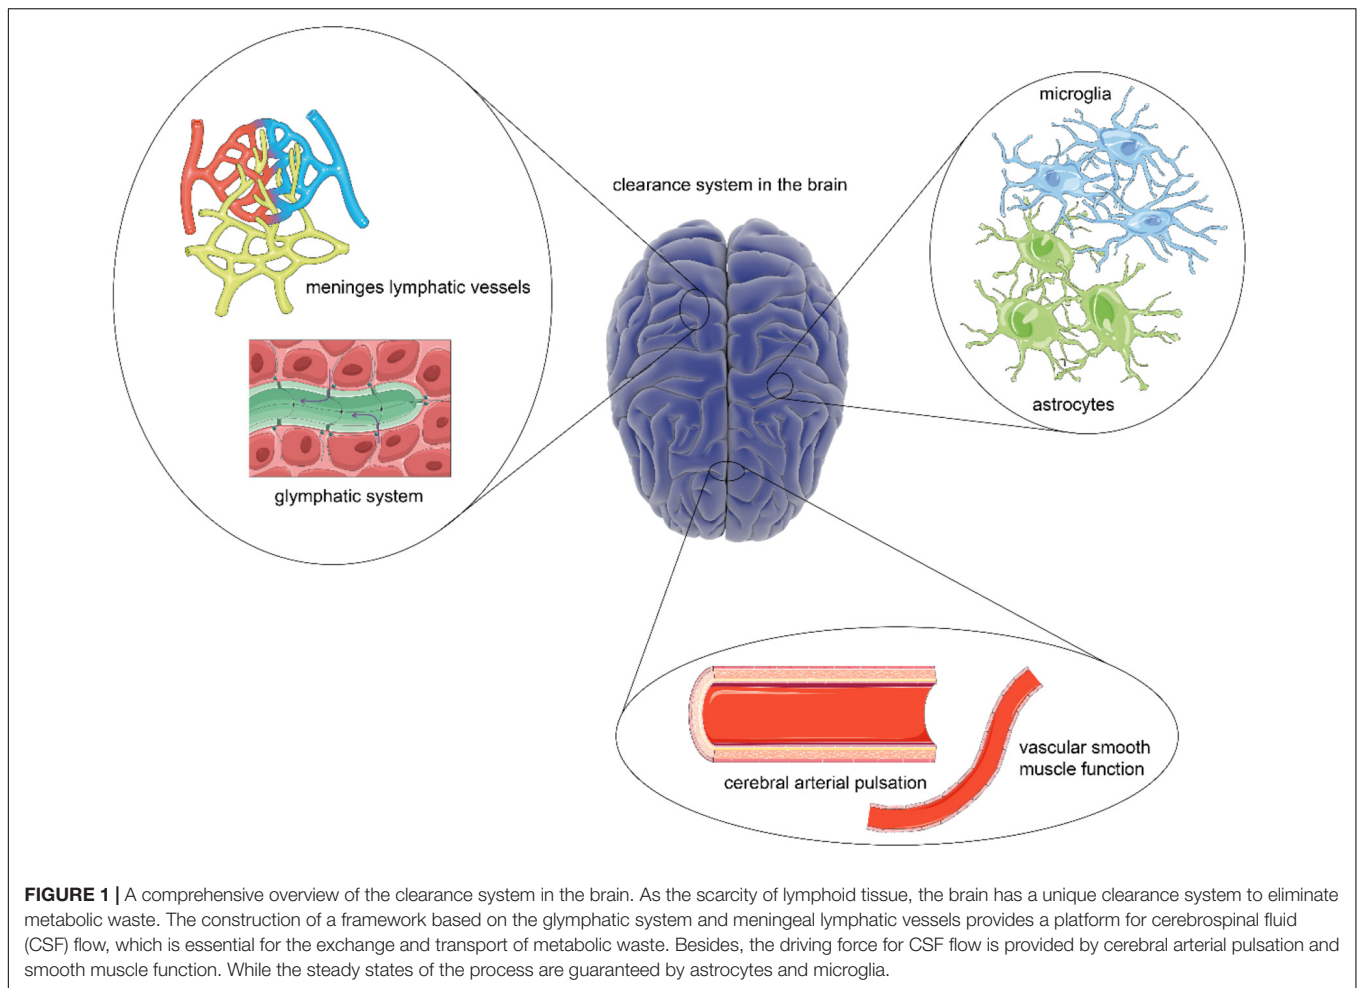 microglia
clearance system in the brain
meninges lymphatic vessels
astrocytes
glymphatic system
vascular smooth
muscle function
cerebral arterial pulsation
FIGURE 1 | A comprehensive overview of the clearance system in the brain. As the scarcity of lymphoid tissue, the brain has a unique clearance system to eliminate
metabolic waste. The construction of a framework based on the glymphatic system and meningeal lymphatic vessels provides a platform for cerebrospinal fluid
(CSF) flow, which is essential for the exchange and transport of metabolic waste. Besides, the driving force for CSF flow is provided by cerebral arterial pulsation and
smooth muscle function. While the steady states of the process are guaranteed by astrocytes and microglia.